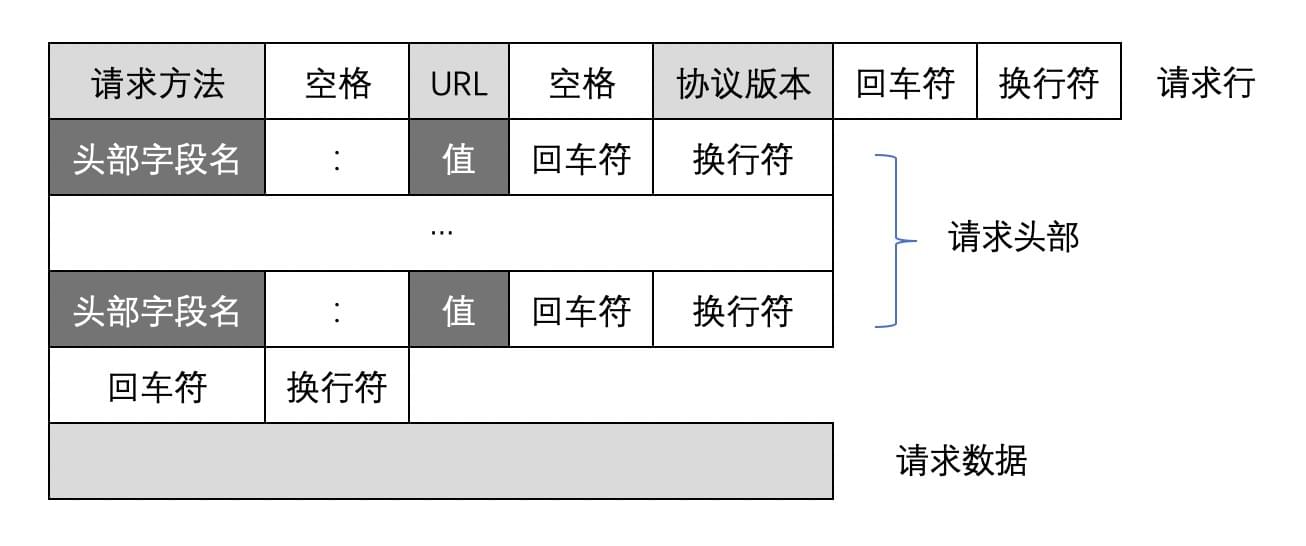 请求方法 空格 URL 空格 协议版本 回车符 换行符 请求行
头部字段名 : 值 回车符 换行符
... 请求头部
头部字段名 : 值 回车符 换行符
回车符 换行符
请求数据